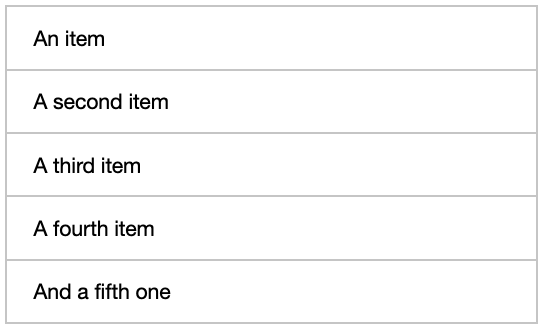 An item
A second item
A third item
A fourth item
And a fifth one